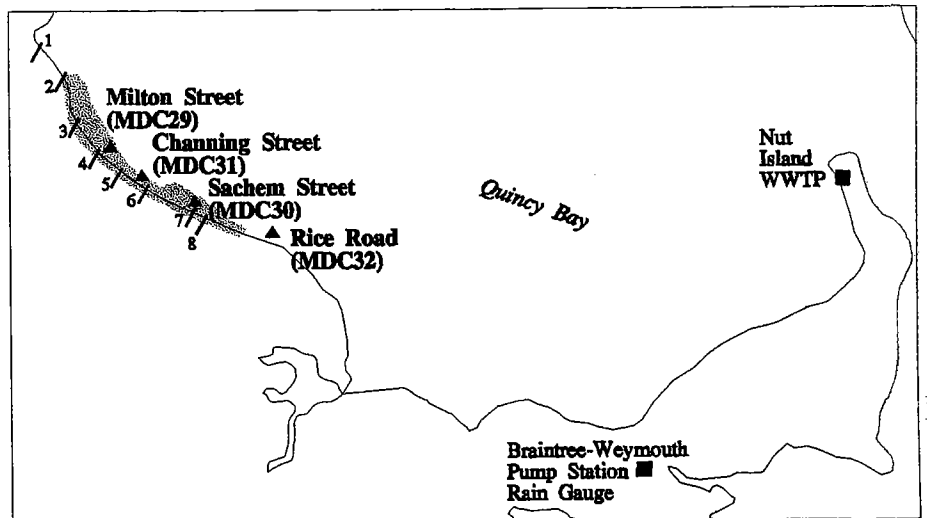 1
2
Milton Street
(MDC29)
3
Channing Street
(MDC31)
4
5
6
Sachem Street
(MDC30)
7
8
Rice Road
(MDC32)
Quincy Bay
Nut
Island
WWTP
Braintree-Weymouth
Pump Station
Rain Gauge